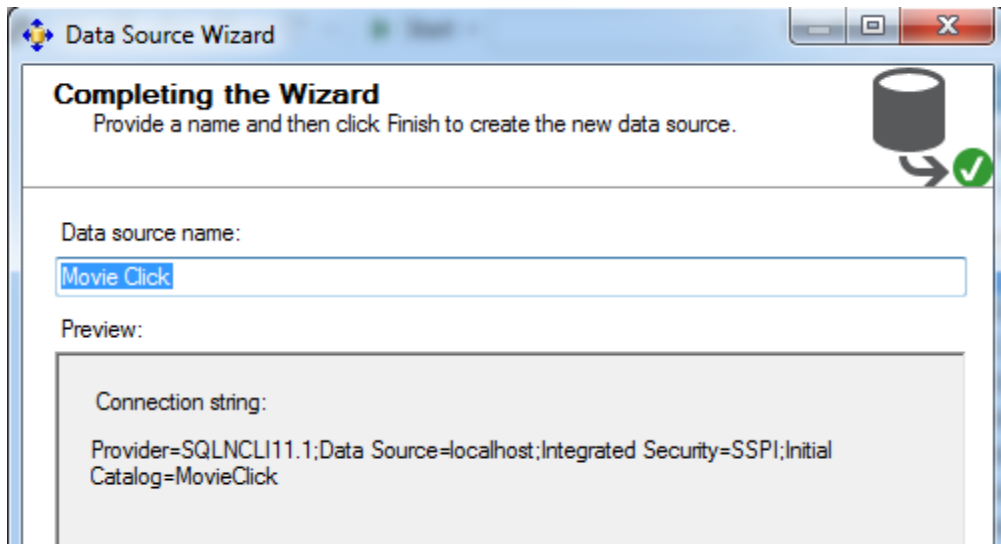 Data Source Wizard
Start
Completing the Wizard
Provide a name and then click Finish to create the new data source.
Data source name:
Movie Click
Preview:
Connection string:
Provider=SQLNCLI11.1;Data Source=localhost;Integrated Security=SSPI;Initial
Catalog=MovieClick